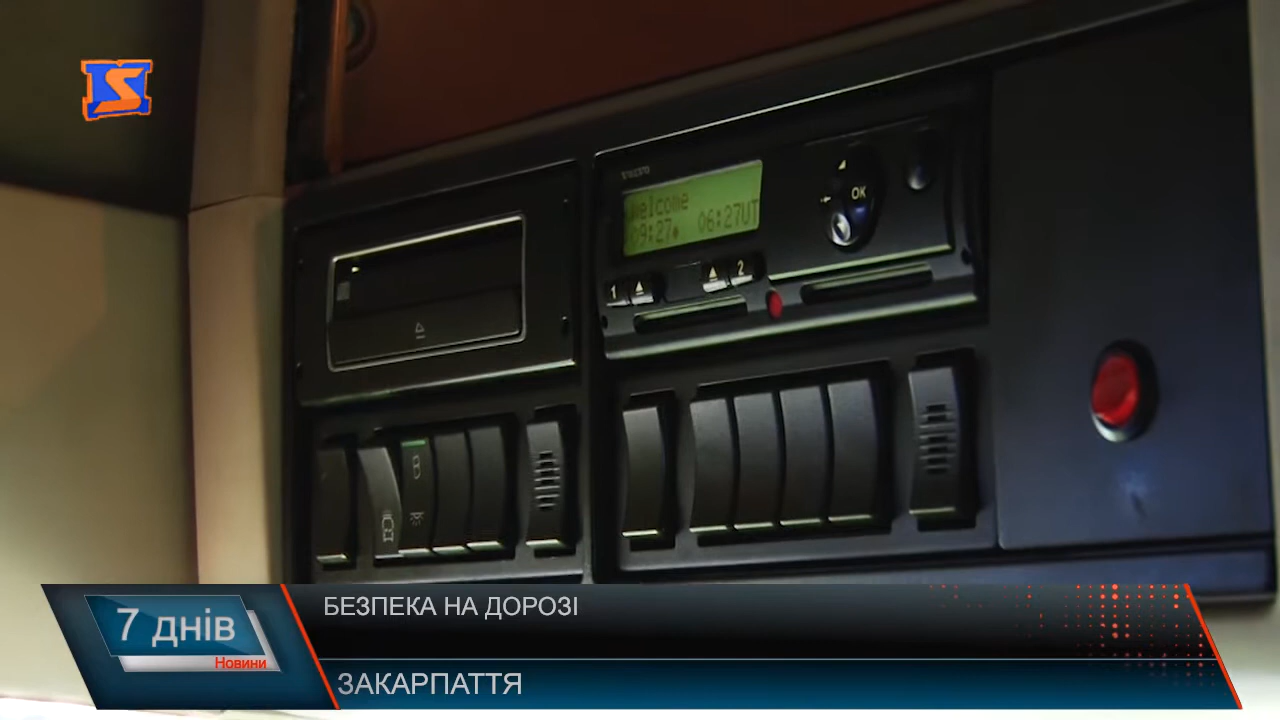 VOLVO
welcome
09:27
06:27UT
OK
1
2
БЕЗПЕКА НА ДОРОЗІ
7 днів
Новини
ЗАКАРПАТТЯ